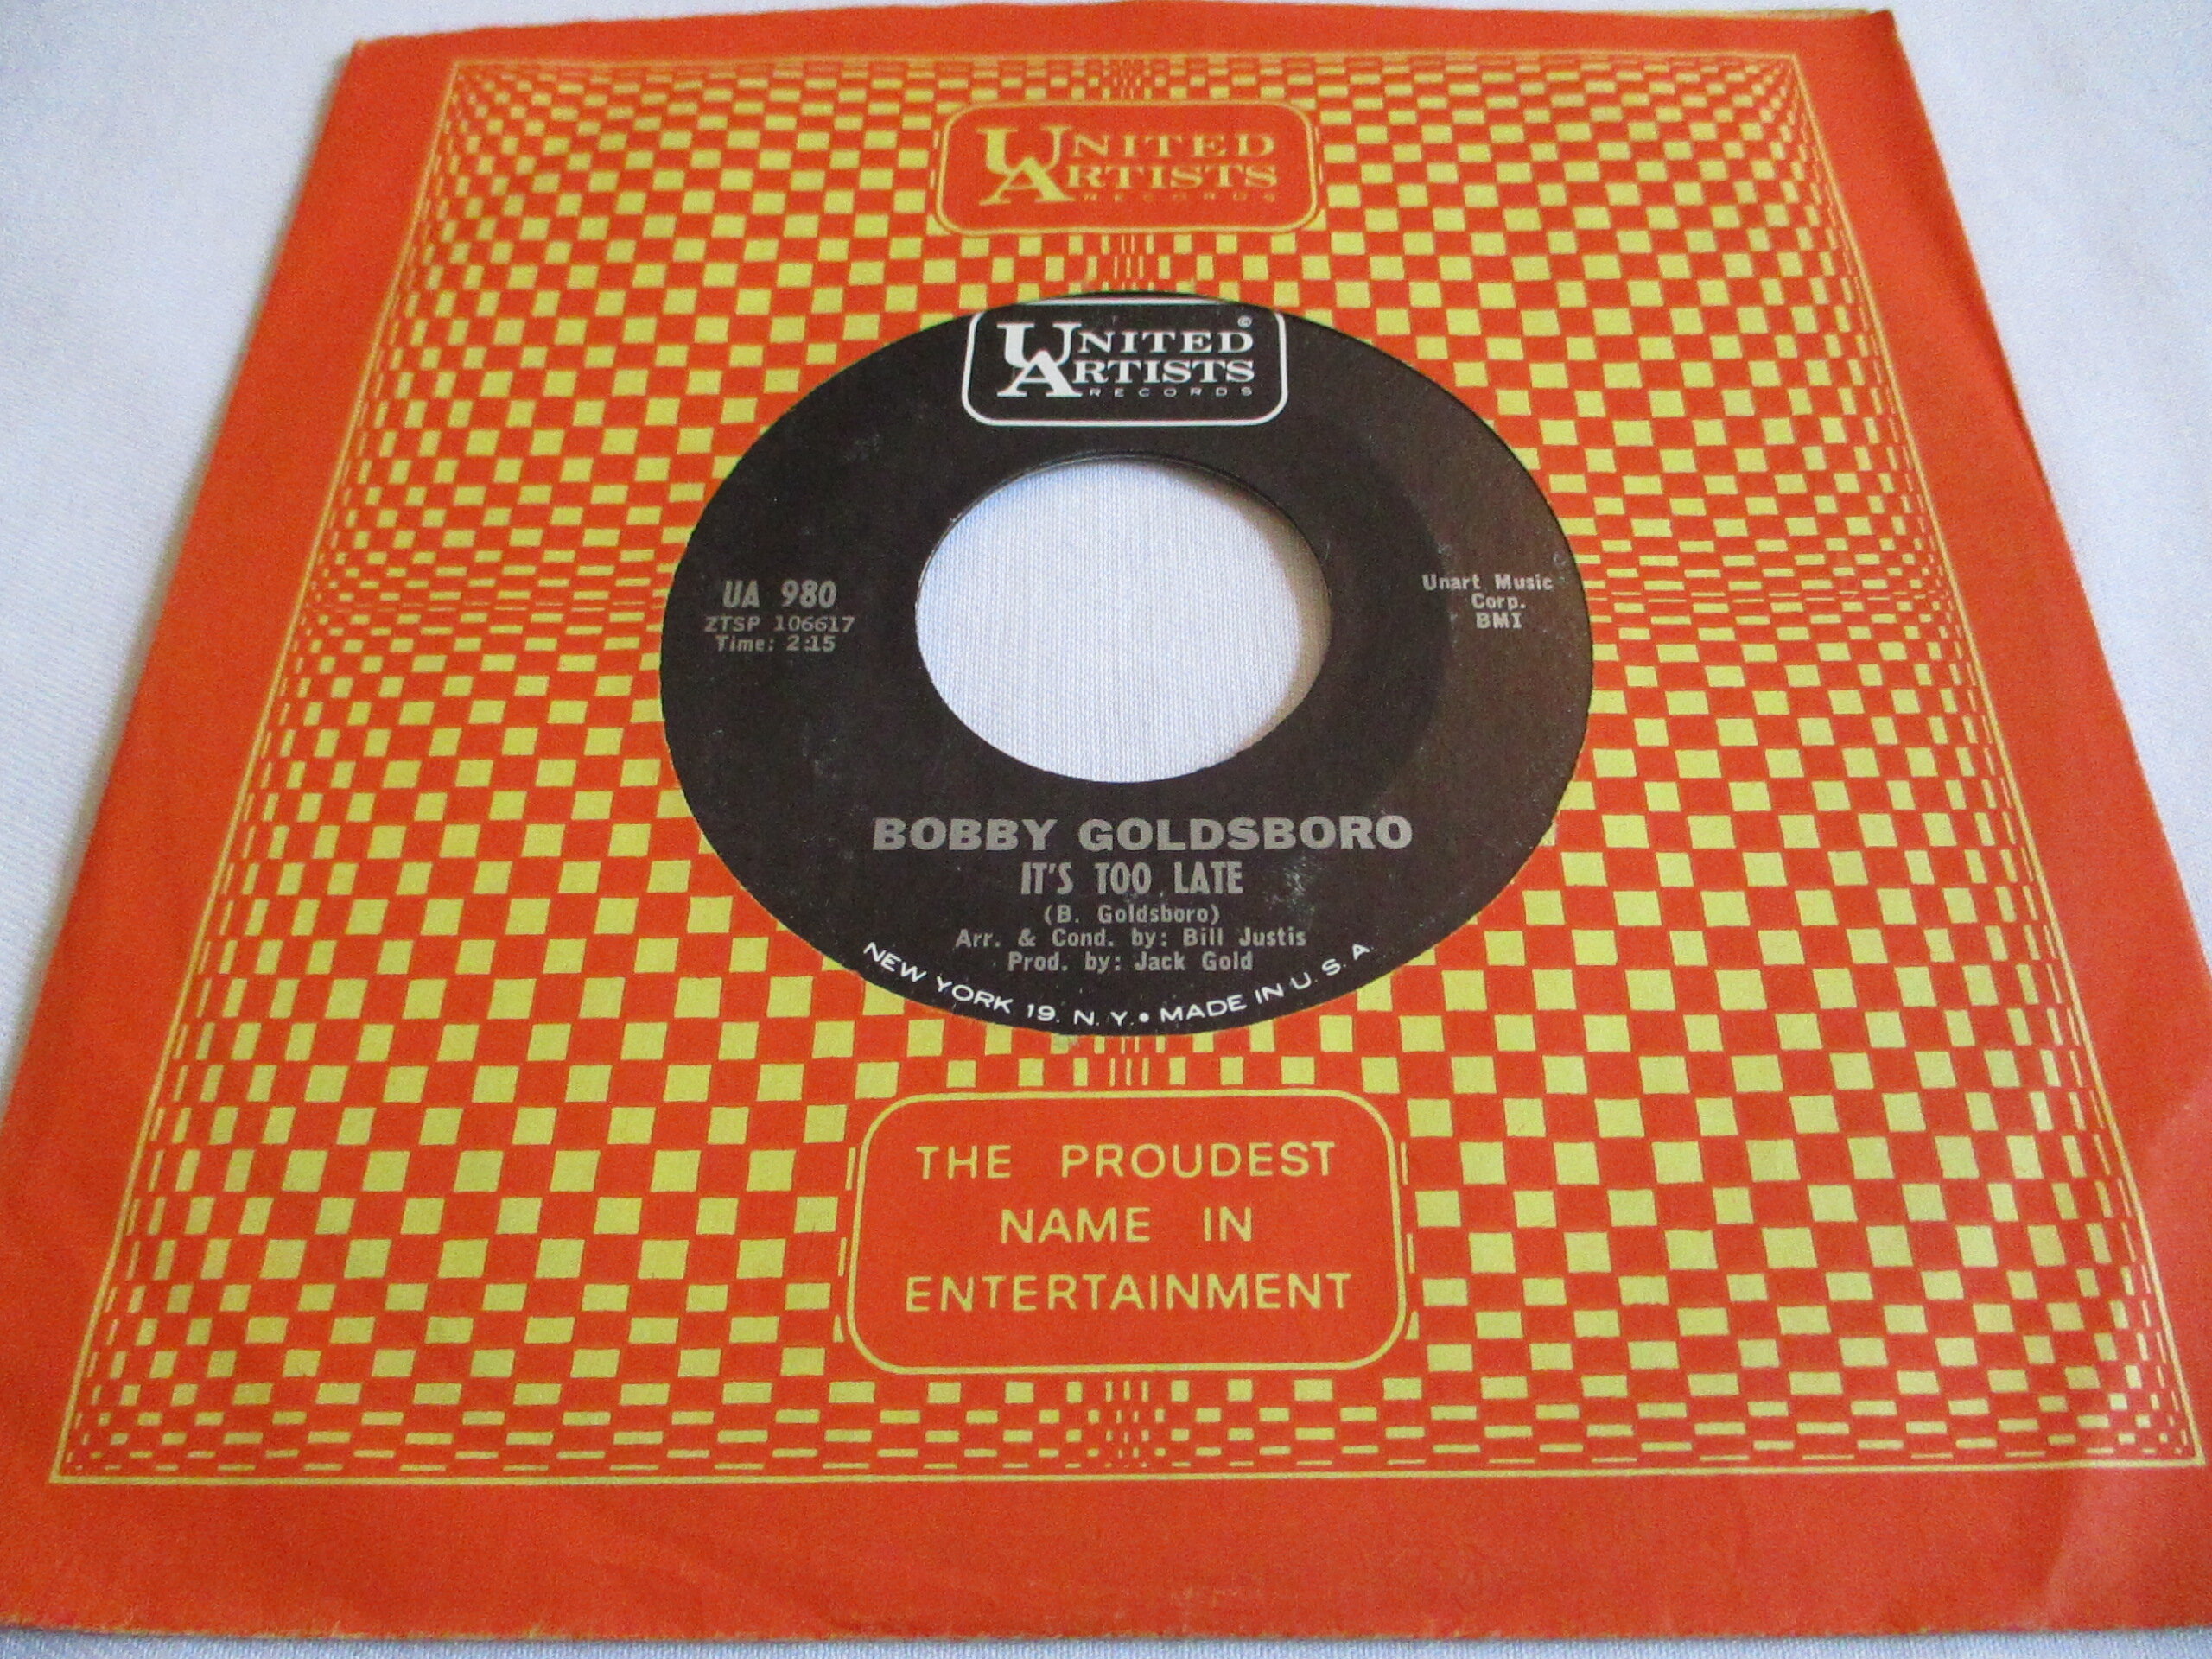 UNITED
ARTISTS
RECORDS
©
UNITED
ARTISTS
RECORDS
UA 980
ZTSP 106617
Time: 2:15
Unart Music
Corp.
BMI
BOBBY GOLDSBORO
IT'S TOO LATE
(B. Goldsboro)
Arr. & Cond. by: Bill Justis
Prod. by: Jack Gold
NEW YORK 19. N. Y. • MADE IN U. S. A.
THE PROUDEST
NAME IN
ENTERTAINMENT